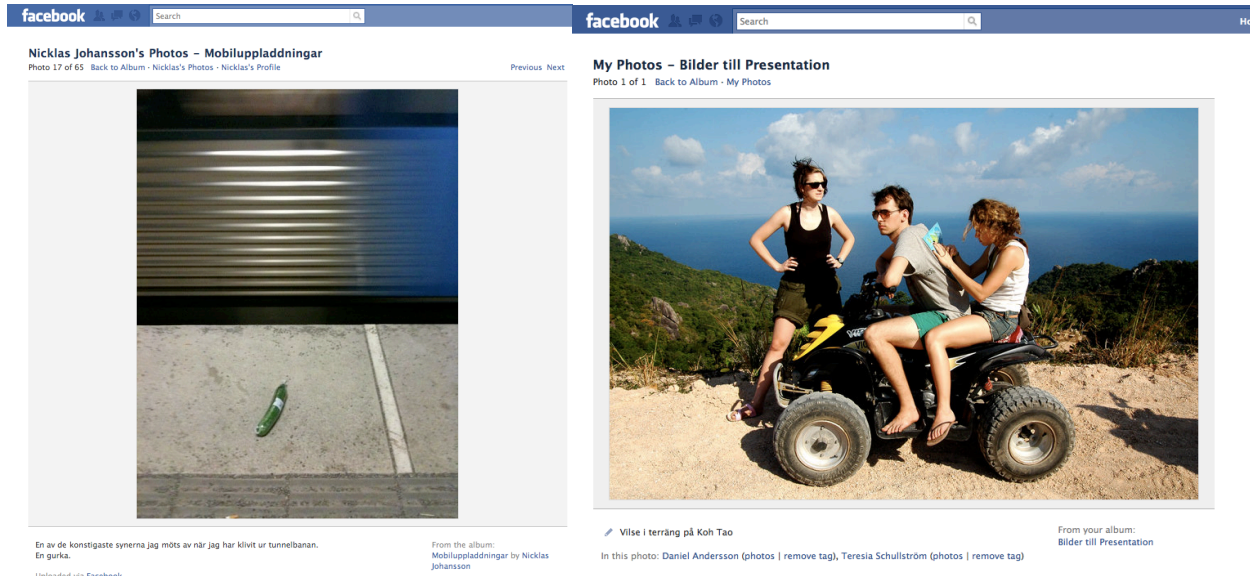 facebook Search
Nicklas Johansson's Photos – Mobiluppladdningar
Photo 17 of 65 Back to Album · Nicklas's Photos · Nicklas's Profile Previous Next
En av de konstigaste synerna jag möts av när jag har klivit ur tunnelbanan.
En gurka.
From the album:
Mobiluppladdningar by Nicklas
Johansson
Uploaded via Facebook
facebook Search
My Photos – Bilder till Presentation
Photo 1 of 1 Back to Album · My Photos
Vilse i terräng på Koh Tao
In this photo: Daniel Andersson (photos | remove tag), Teresia Schullström (photos | remove tag)
From your album:
Bilder till Presentation